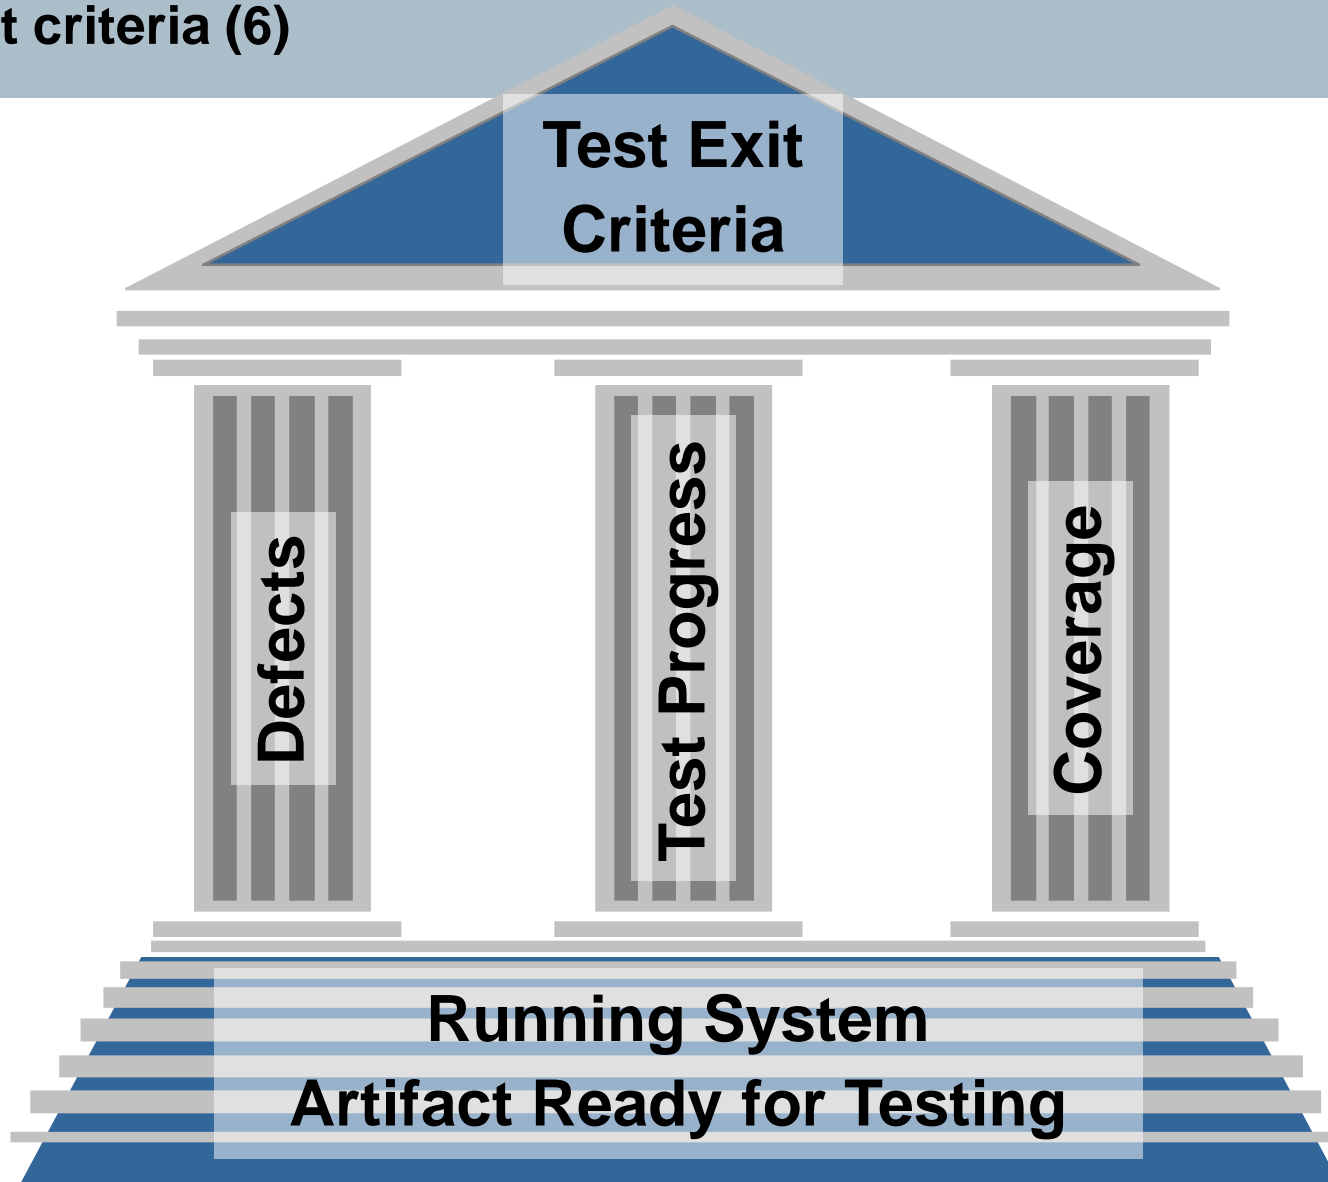 t criteria (6)
Test Exit
Criteria
Defects
Test Progress
Coverage
Running System
Artifact Ready for Testing